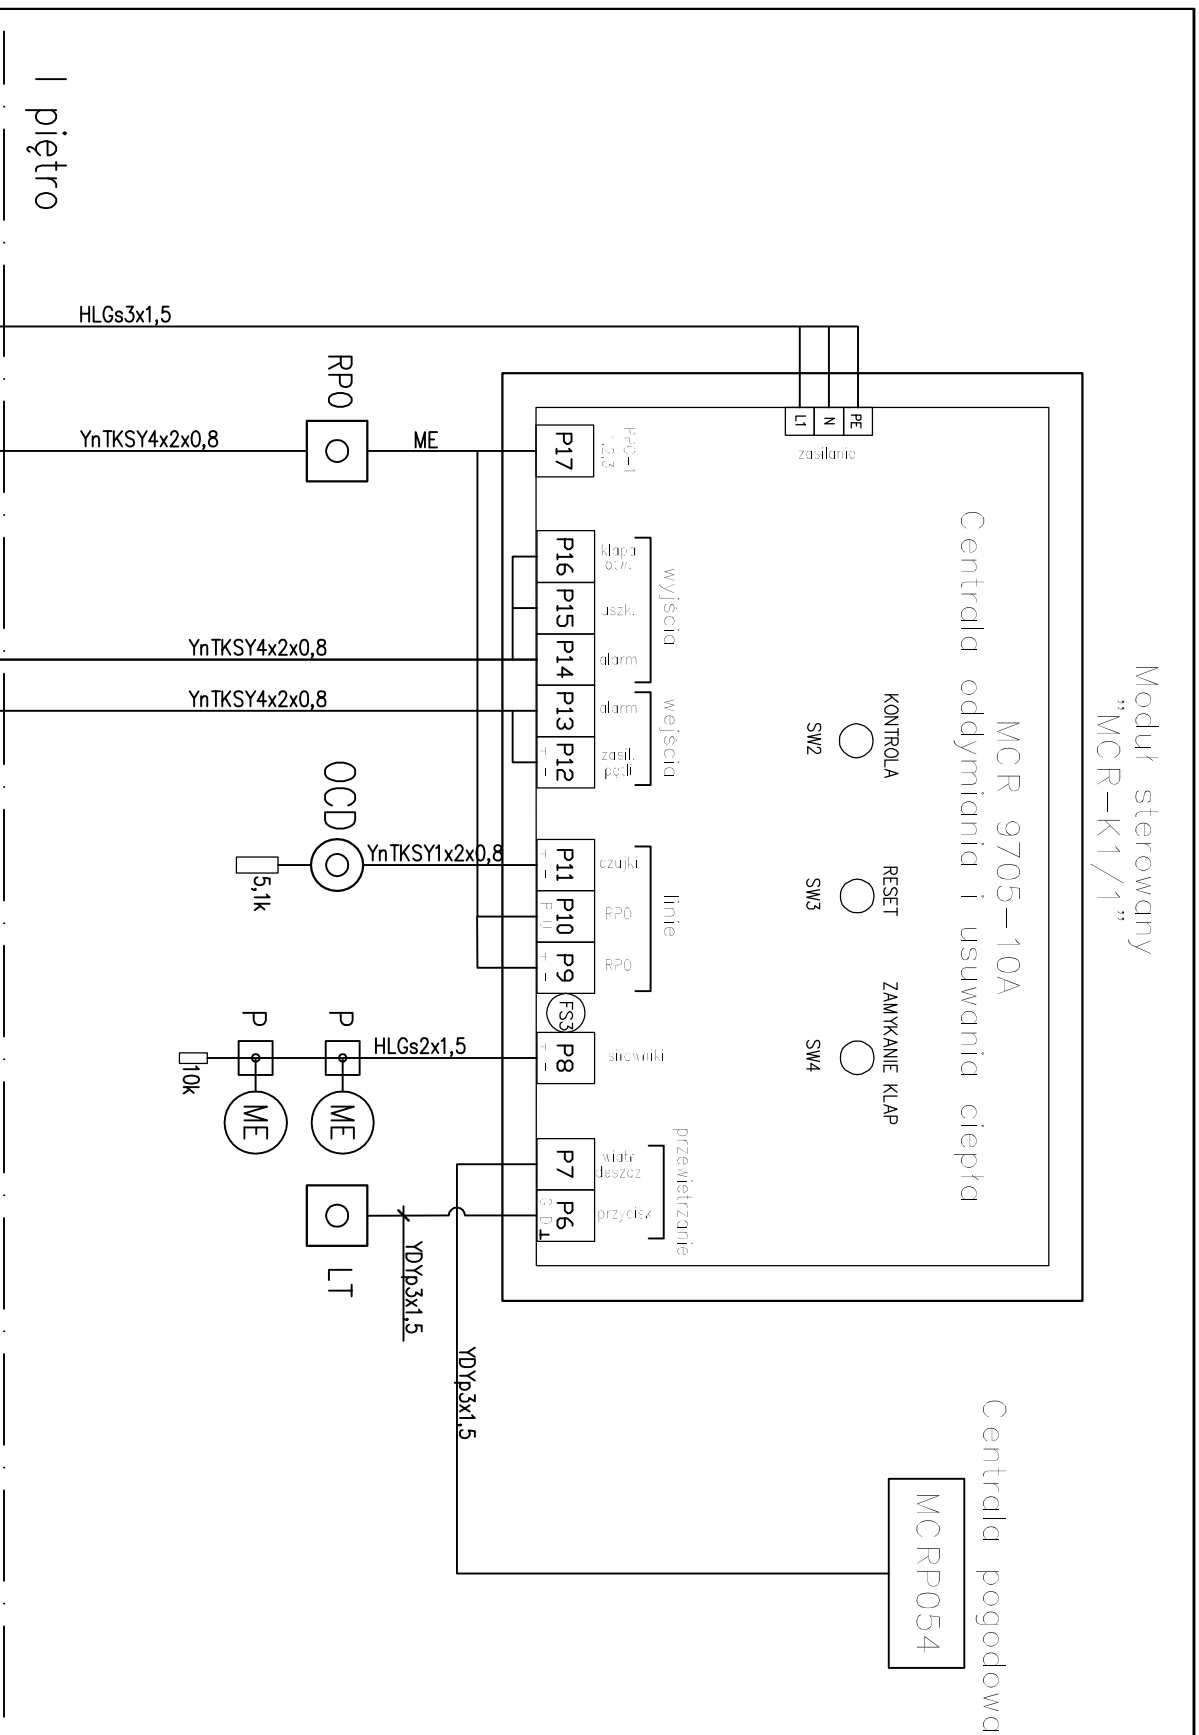 Moduł sterowany
„MCR-K1/1"
Centrala pogodowa
MCRP054
MCR 9705-10A
Centrala oddymiania i usuwania ciepła
KONTROLA
SW2
RESET
SW3
ZAMYKANIE KLAP
SW4
PE
N
L1
zasilanie
wyjścia
wejścia
linie
przewietrzanie
klapa
otw.
uszk.
alarm
alarm
zasil.
pętli
czujki
RPO
RPO
siłowniki
wiatr
deszcz
przycisk
P17
P16
P15
P14
P13
P12
P11
P10
P9
FS3
P8
P7
P6
YDYp3x1,5
YDYp3x1,5
ME
YnTKSY1x2x0,8
HLGs2x1,5
RPO
OCD
P
ME
LT
P
ME
5,1k
10k
HLGs3x1,5
YnTKSY4x2x0,8
YnTKSY4x2x0,8
YnTKSY4x2x0,8
I piętro